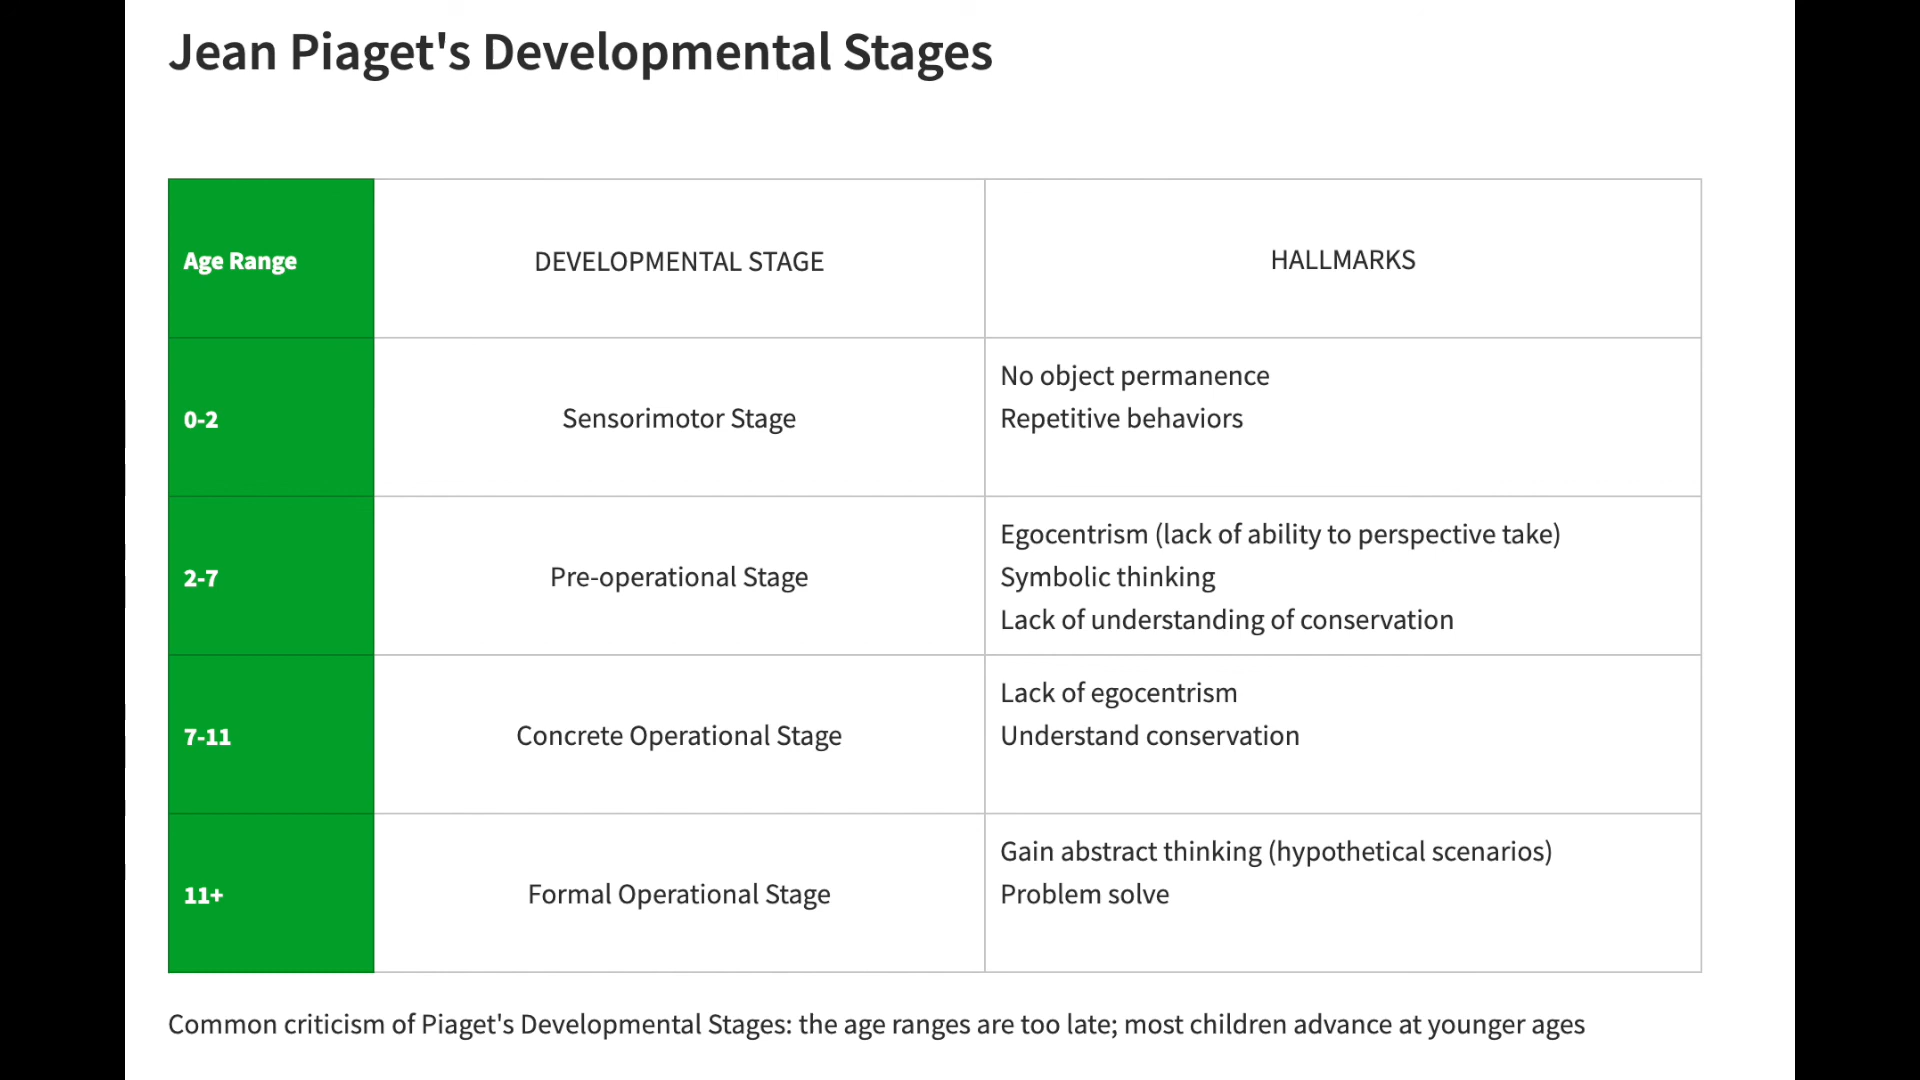 Jean Piaget's Developmental Stages
Age Range
DEVELOPMENTAL STAGE
HALLMARKS
0-2
Sensorimotor Stage
No object permanence
Repetitive behaviors
2-7
Pre-operational Stage
Egocentrism (lack of ability to perspective take)
Symbolic thinking
Lack of understanding of conservation
7-11
Concrete Operational Stage
Lack of egocentrism
Understand conservation
11+
Formal Operational Stage
Gain abstract thinking (hypothetical scenarios)
Problem solve
Common criticism of Piaget's Developmental Stages: the age ranges are too late; most children advance at younger ages